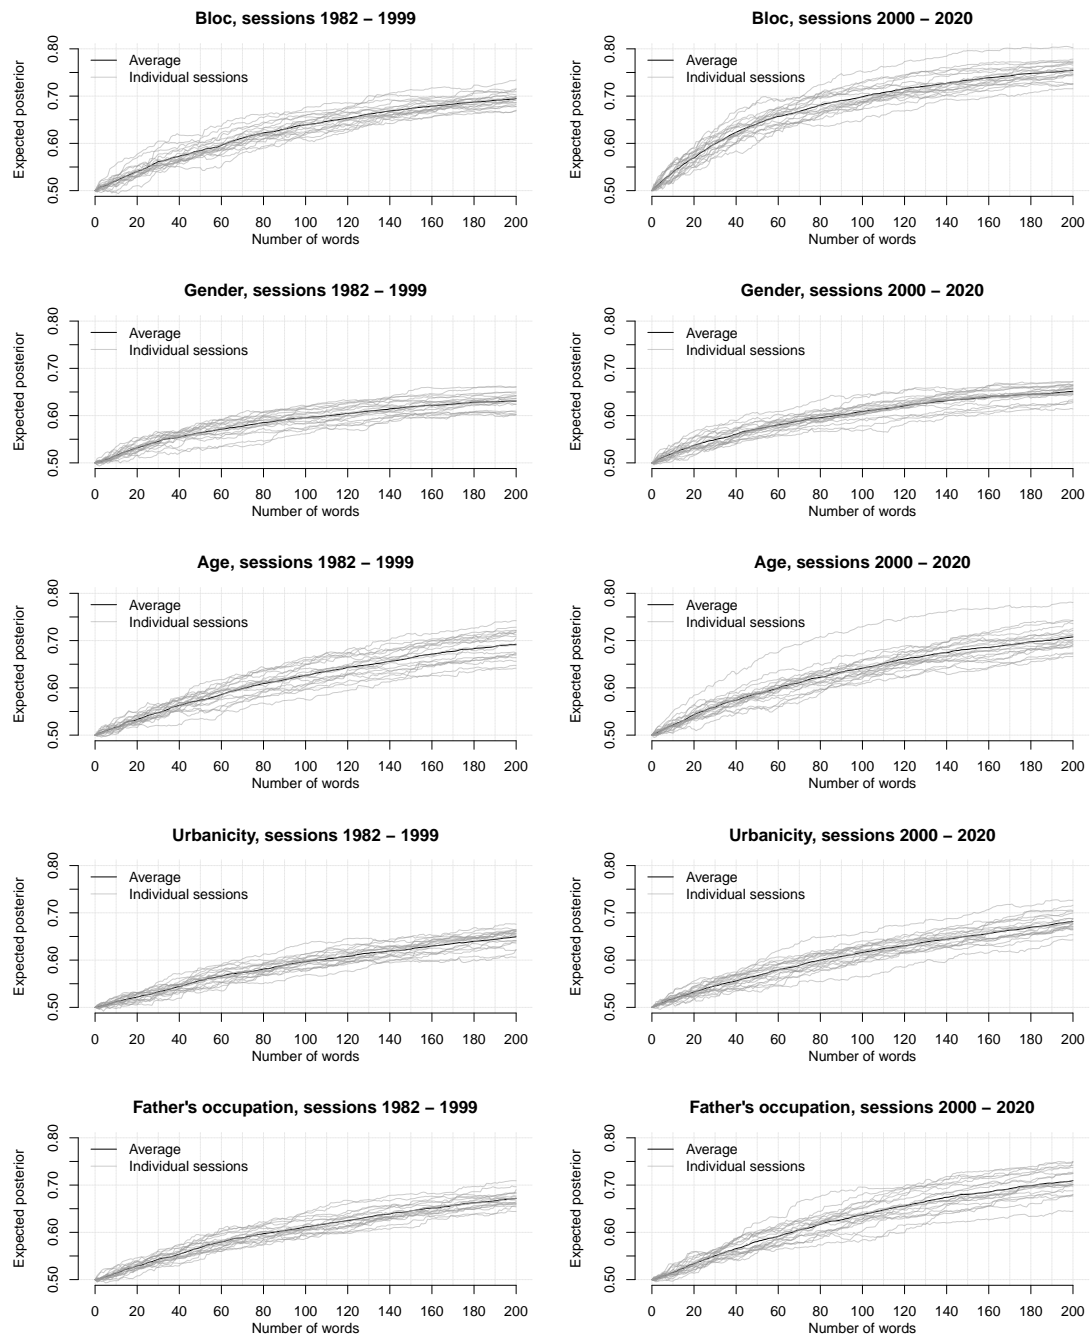 Bloc, sessions 1982 – 1999
Expected posterior
0.50 0.60 0.70 0.80
Average
Individual sessions
0 20 40 60 80 100 120 140 160 180 200
Number of words
Bloc, sessions 2000 – 2020
Expected posterior
0.50 0.60 0.70 0.80
Average
Individual sessions
0 20 40 60 80 100 120 140 160 180 200
Number of words
Gender, sessions 1982 – 1999
Expected posterior
0.50 0.60 0.70 0.80
Average
Individual sessions
0 20 40 60 80 100 120 140 160 180 200
Number of words
Gender, sessions 2000 – 2020
Expected posterior
0.50 0.60 0.70 0.80
Average
Individual sessions
0 20 40 60 80 100 120 140 160 180 200
Number of words
Age, sessions 1982 – 1999
Expected posterior
0.50 0.60 0.70 0.80
Average
Individual sessions
0 20 40 60 80 100 120 140 160 180 200
Number of words
Age, sessions 2000 – 2020
Expected posterior
0.50 0.60 0.70 0.80
Average
Individual sessions
0 20 40 60 80 100 120 140 160 180 200
Number of words
Urbanicity, sessions 1982 – 1999
Expected posterior
0.50 0.60 0.70 0.80
Average
Individual sessions
0 20 40 60 80 100 120 140 160 180 200
Number of words
Urbanicity, sessions 2000 – 2020
Expected posterior
0.50 0.60 0.70 0.80
Average
Individual sessions
0 20 40 60 80 100 120 140 160 180 200
Number of words
Father's occupation, sessions 1982 – 1999
Expected posterior
0.50 0.60 0.70 0.80
Average
Individual sessions
0 20 40 60 80 100 120 140 160 180 200
Number of words
Father's occupation, sessions 2000 – 2020
Expected posterior
0.50 0.60 0.70 0.80
Average
Individual sessions
0 20 40 60 80 100 120 140 160 180 200
Number of words